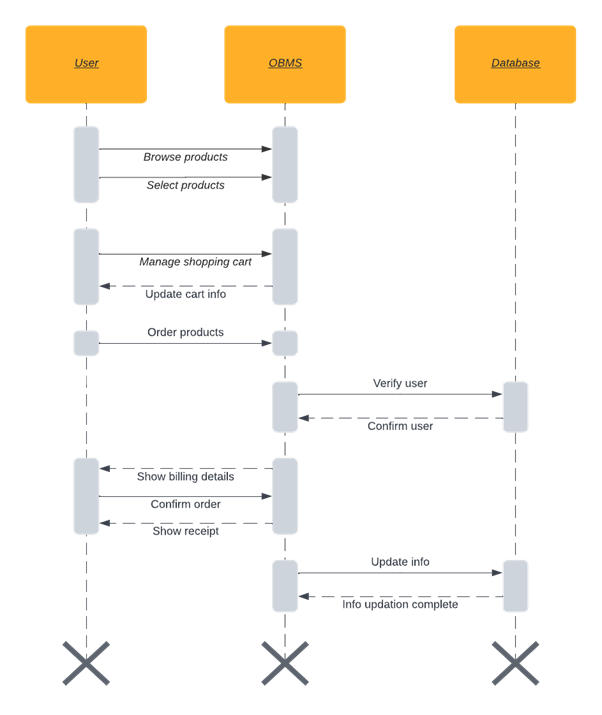 User
OBMS
Database
Browse products
Select products
Manage shopping cart
Update cart info
Order products
Verify user
Confirm user
Show billing details
Confirm order
Show receipt
Update info
Info updation complete